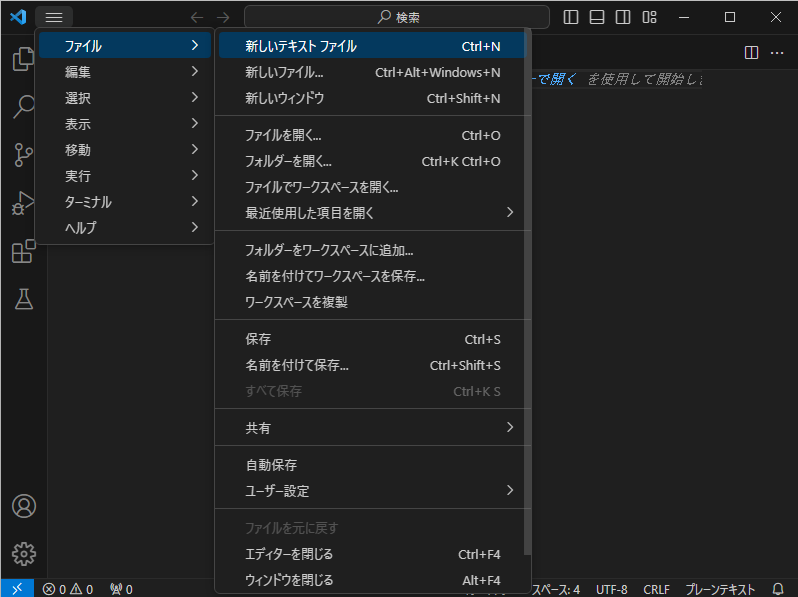 検索
ファイル
編集
選択
表示
移動
実行
ターミナル
ヘルプ
新しいテキスト ファイル Ctrl+N
新しいファイル... Ctrl+Alt+Windows+N
新しいウィンドウ Ctrl+Shift+N
ファイルを開く... Ctrl+O
フォルダーを開く... Ctrl+K Ctrl+O
ファイルでワークスペースを開く...
最近使用した項目を開く
フォルダーをワークスペースに追加...
名前を付けてワークスペースを保存...
ワークスペースを複製
保存 Ctrl+S
名前を付けて保存... Ctrl+Shift+S
すべて保存 Ctrl+K S
共有
自動保存
ユーザー設定
ファイルを元に戻す
エディターを閉じる Ctrl+F4
ウィンドウを閉じる Alt+F4
で開く を使用して開始し
0 0 0 スペース: 4 UTF-8 CRLF プレーンテキスト